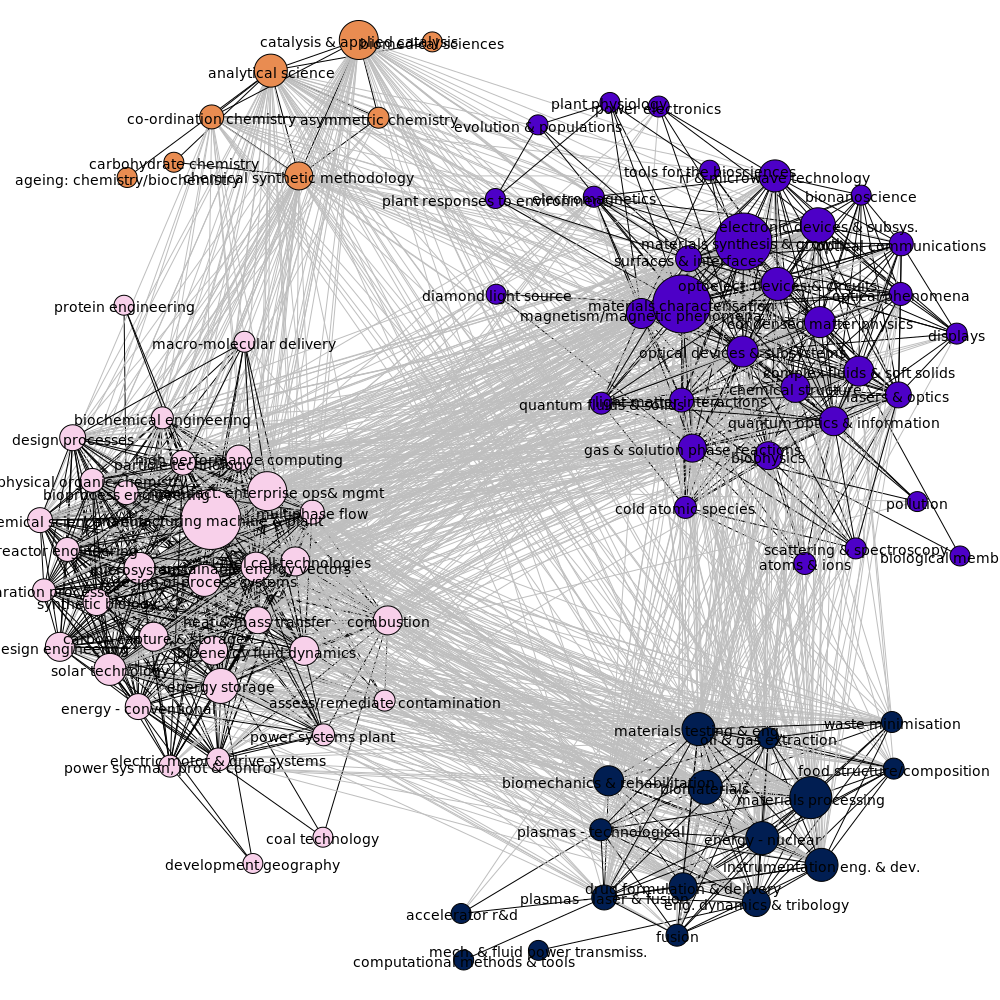 catalysis & applied catalysis
biomedical sciences
analytical science
co-ordination chemistry
asymmetric chemistry
carbohydrate chemistry
ageing: chemistry/biochemistry
chemical synthetic methodology
plant physiology
power electronics
evolution & populations
tools for the biosciences
rf & microwave technology
bionanoscience
plant responses to environment
electromagnetics
electronic devices & subsys.
materials synthesis & growth
optical communications
surfaces & interfaces
optoelect. devices & circuits
diamond light source
optical phenomena
materials characterisation
magnetism/magnetic phenomena
condensed matter physics
displays
optical devices & subsystems
complex fluids & soft solids
chemical structure
lasers & optics
quantum fluids & solids
light-matter interactions
quantum optics & information
gas & solution phase reactions
biophysics
cold atomic species
pollution
scattering & spectroscopy
atoms & ions
biological memb
protein engineering
macro-molecular delivery
biochemical engineering
design processes
particle technology
high performance computing
physical organic chemistry
bioprocess engineering
manufact. enterprise ops& mgmt
multiphase flow
manufacturing machine & plant
reactor engineering
fuel cell technologies
microsystems
sustainable energy vectors
design of process systems
synthetic biology
heat & mass transfer
combustion
carbon capture & storage
design engineering
bioenergy
fluid dynamics
solar technology
energy storage
assess/remediate contamination
energy - conventional
power systems plant
electric motor & drive systems
power sys man, prot & control
coal technology
development geography
waste minimisation
materials testing & eng.
oil & gas extraction
food structure/composition
biomechanics & rehabilitation
biomaterials
materials processing
plasmas - technological
energy - nuclear
instrumentation eng. & dev.
drug formulation & delivery
plasmas - laser & fusion
eng. dynamics & tribology
accelerator r&d
fusion
mech. & fluid power transmiss.
computational methods & tools